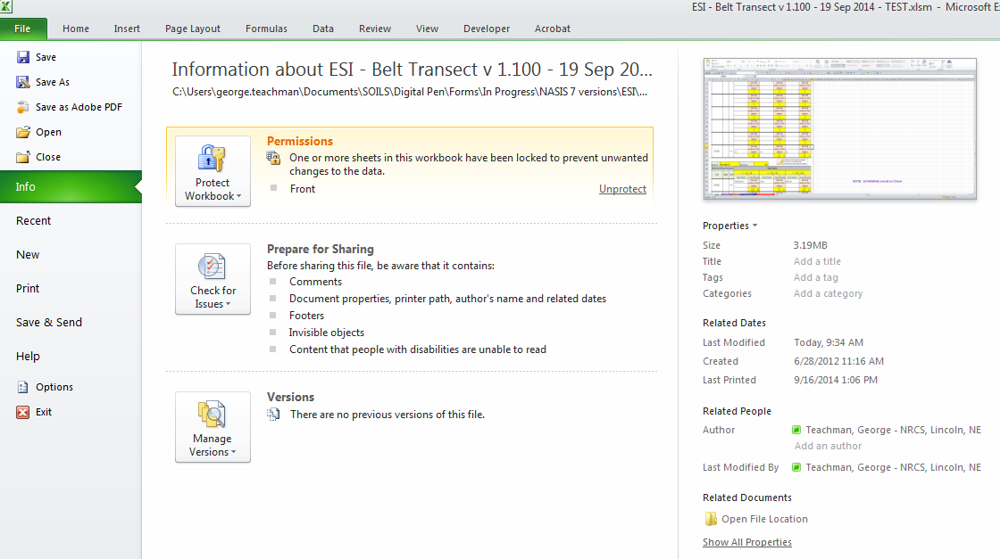 ESI - Belt Transect v 1.100 - 19 Sep 2014 - TEST.xlsm - Microsoft E
File Home Insert Page Layout Formulas Data Review View Developer Acrobat
Save
Save As
Save as Adobe PDF
Open
Close
Info
Recent
New
Print
Save & Send
Help
Options
Exit
Information about ESI - Belt Transect v 1.100 - 19 Sep 20...
C:\Users\george.teachman\Documents\SOILS\Digital Pen\Forms\In Progress\NASIS 7 versions\ESI\...
Protect
Workbook
Permissions
One or more sheets in this workbook have been locked to prevent unwanted
changes to the data.
Front Unprotect
Check for
Issues
Prepare for Sharing
Before sharing this file, be aware that it contains:
Comments
Document properties, printer path, author's name and related dates
Footers
Invisible objects
Content that people with disabilities are unable to read
Manage
Versions
Versions
There are no previous versions of this file.
Properties
Size 3.19MB
Title Add a title
Tags Add a tag
Categories Add a category
Related Dates
Last Modified Today, 9:34 AM
Created 6/28/2012 11:16 AM
Last Printed 9/16/2014 1:06 PM
Related People
Author Teachman, George - NRCS, Lincoln, NE
Add an author
Last Modified By Teachman, George - NRCS, Lincoln, NE
Related Documents
Open File Location
Show All Properties